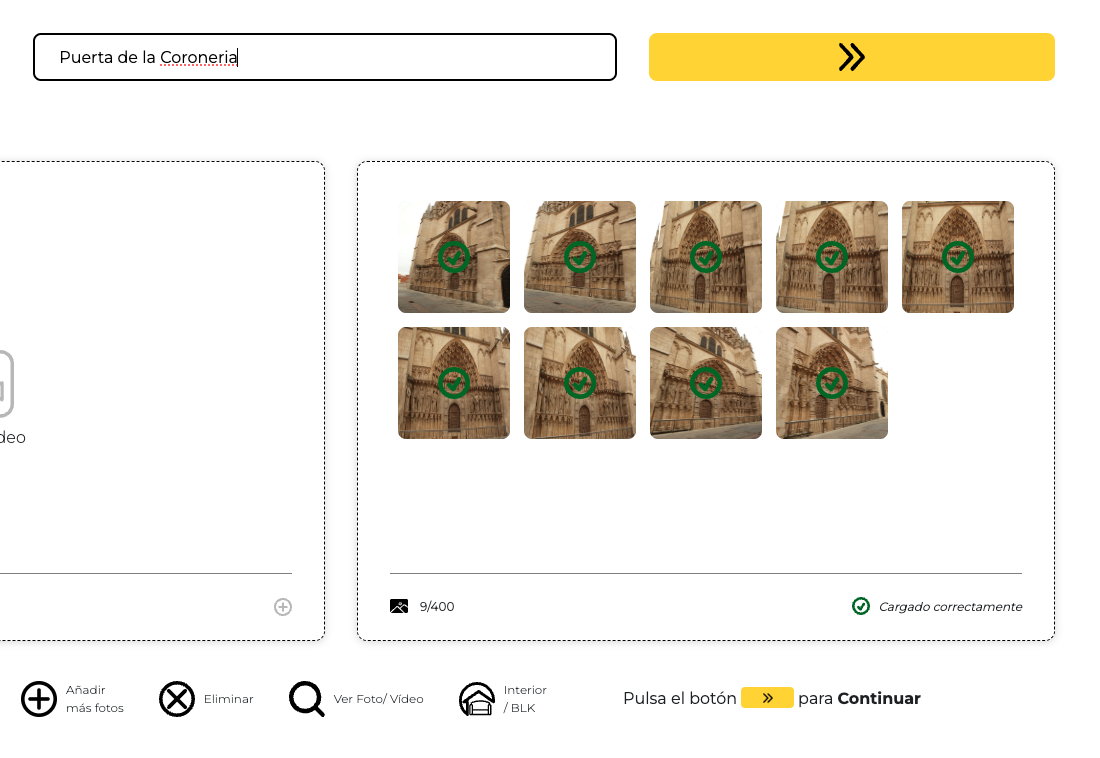 Puerta de la Coroneria
deo
9/400
Cargado correctamente
Añadir
más fotos
Eliminar
Ver Foto/ Vídeo
Interior
/ BLK
Pulsa el botón para Continuar